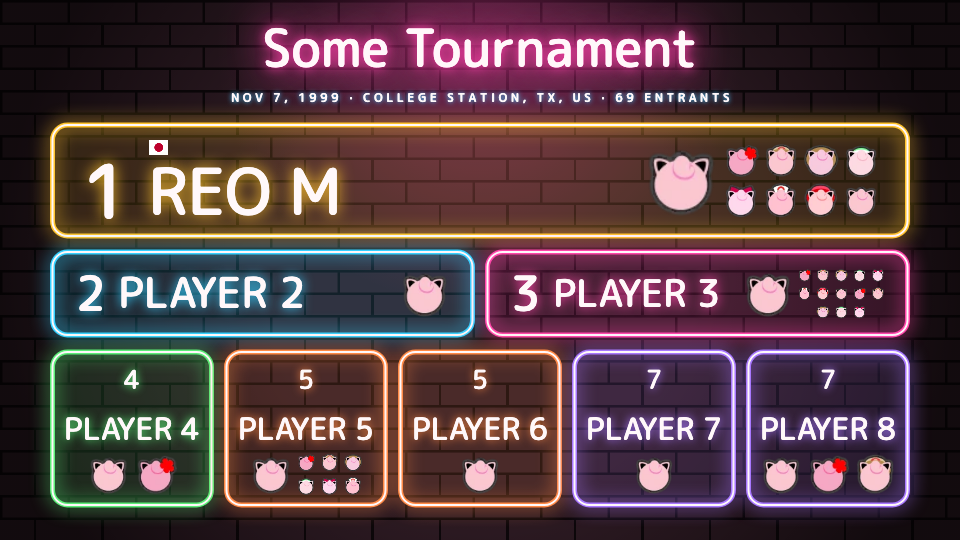 Some Tournament
NOV 7, 1999 · COLLEGE STATION, TX, US · 69 ENTRANTS
1 REO M
2 PLAYER 2
3 PLAYER 3
4
PLAYER 4
5
PLAYER 5
5
PLAYER 6
7
PLAYER 7
7
PLAYER 8